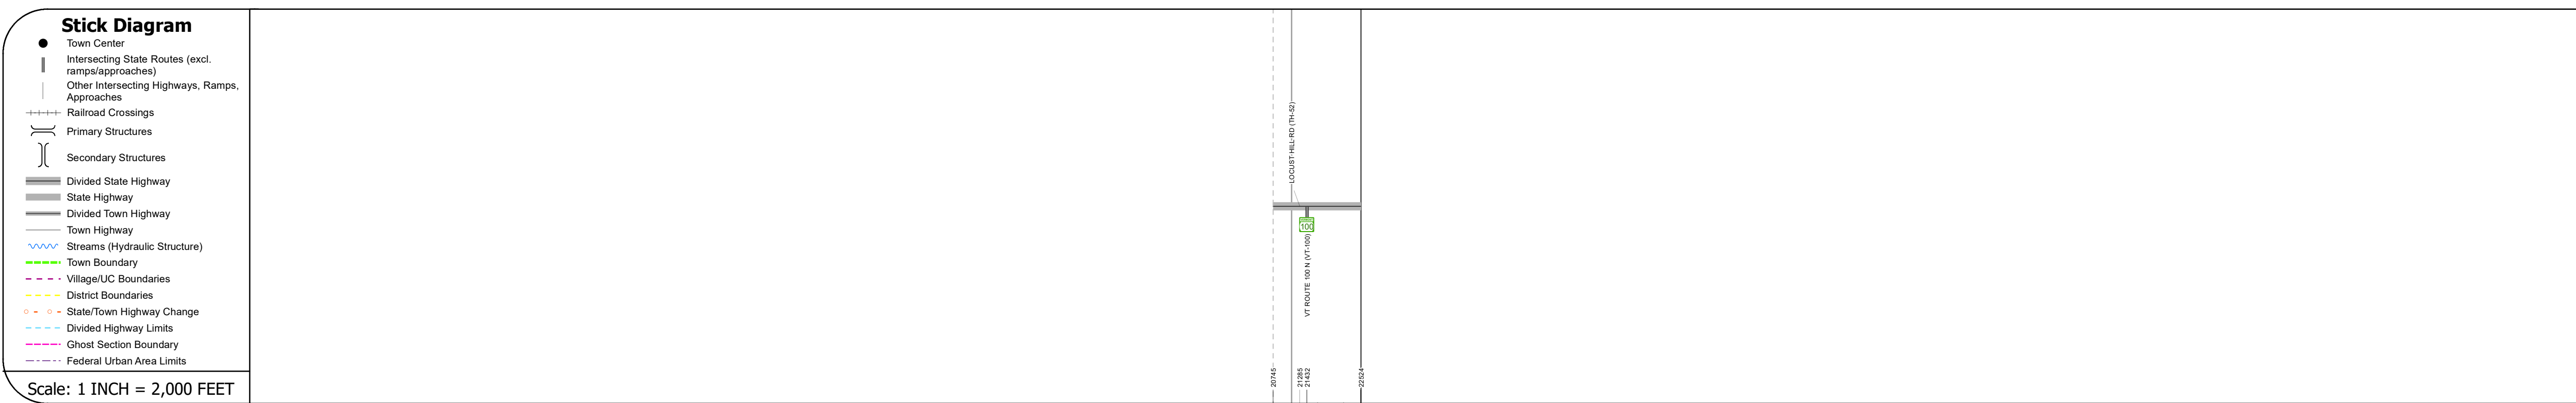 Stick Diagram
Town Center
Intersecting State Routes (excl.
ramps/approaches)
Other Intersecting Highways, Ramps,
Approaches
Railroad Crossings
Primary Structures
Secondary Structures
Divided State Highway
State Highway
Divided Town Highway
Town Highway
Streams (Hydraulic Structure)
Town Boundary
Village/UC Boundaries
District Boundaries
State/Town Highway Change
Divided Highway Limits
Ghost Section Boundary
Federal Urban Area Limits
Scale: 1 INCH = 2,000 FEET
LOCUST-HILL-RD (TH-52)
100
VT ROUTE 100 N (VT-100)
20745
21285
21432
22524